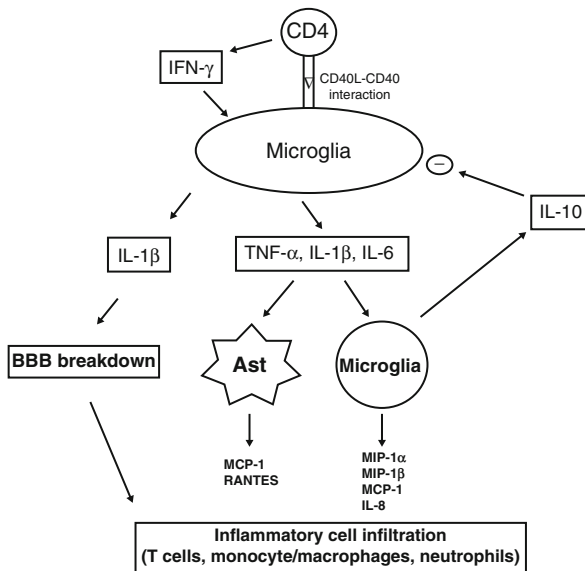 CD4
IFN-γ
CD40L-CD40
interaction
Microglia
−
IL-10
IL-1β
TNF-α, IL-1β, IL-6
BBB breakdown
Ast
Microglia
MCP-1
RANTES
MIP-1α
MIP-1β
MCP-1
IL-8
Inflammatory cell infiltration
(T cells, monocyte/macrophages, neutrophils)